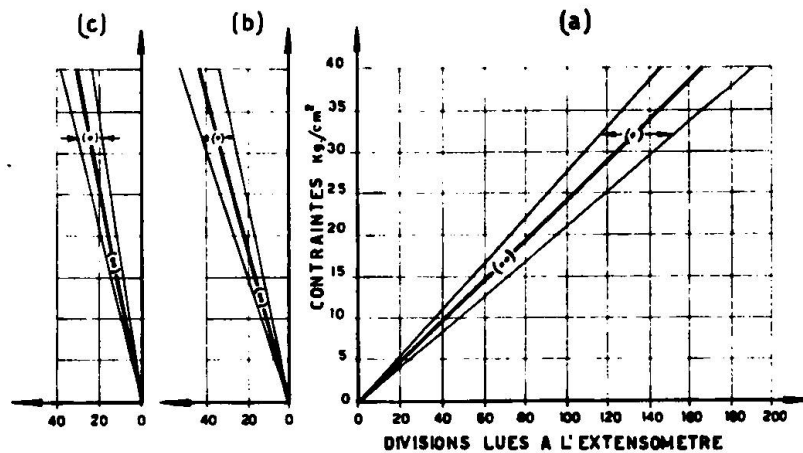 (c) (b) (a)
CONTRAINTES Kg/cm²
40
35
30
25
20
15
10
5
0
(•) (•) (•)
(••) (••) (••)
40 20 0
40 20 0
0 20 40 60 80 100 120 140 160 180 200
DIVISIONS LUES A L'EXTENSOMETRE